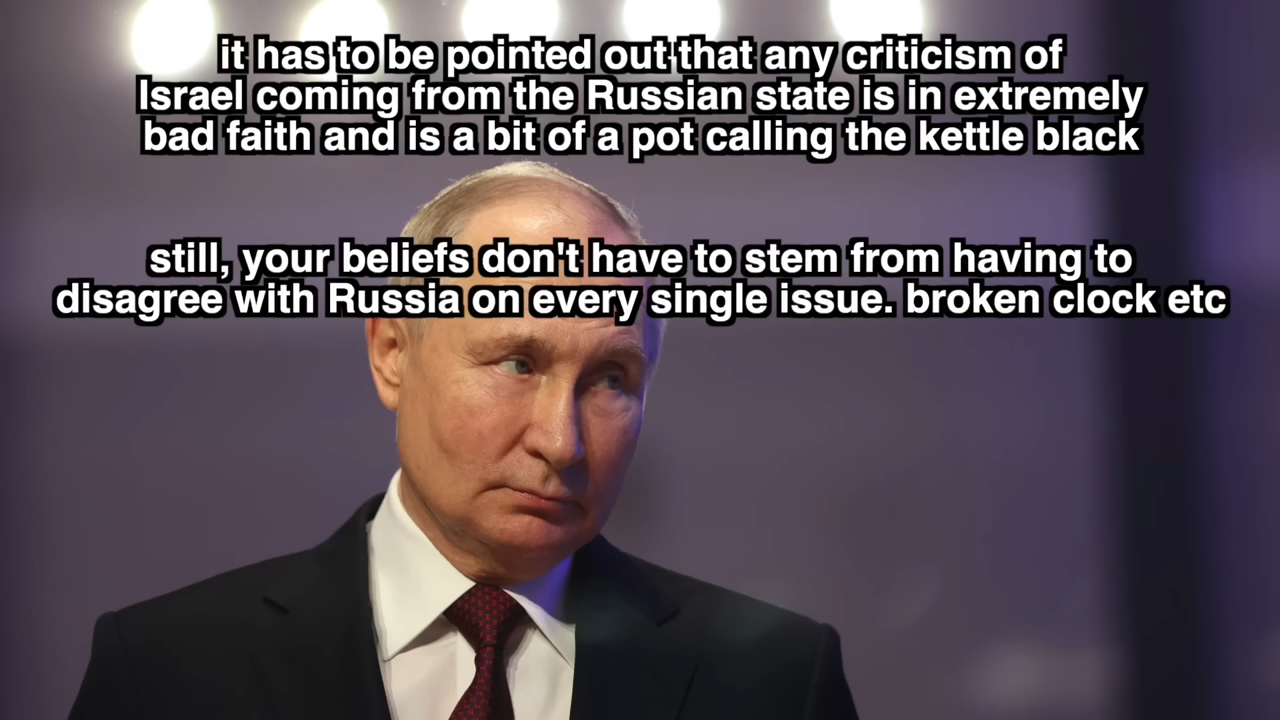 it has to be pointed out that any criticism of
Israel coming from the Russian state is in extremely
bad faith and is a bit of a pot calling the kettle black
still, your beliefs don't have to stem from having to
disagree with Russia on every single issue. broken clock etc